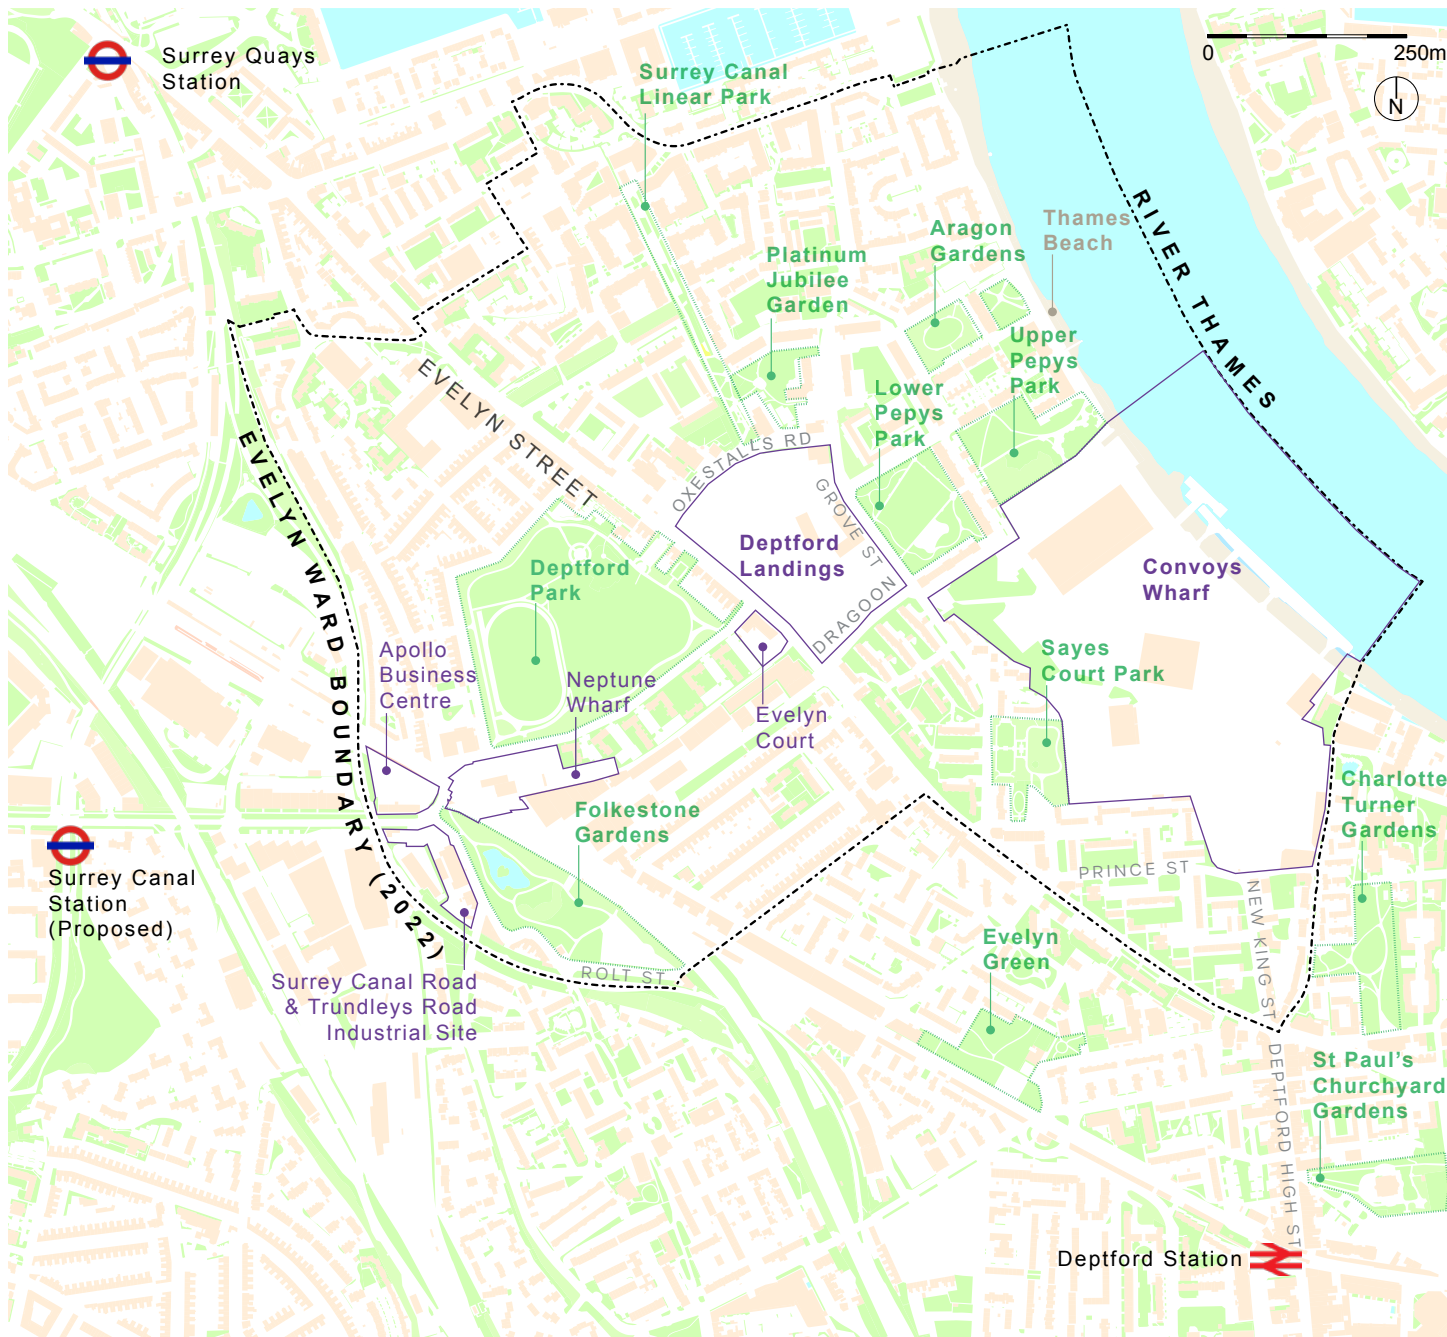 Surrey Quays
Station
0
250m
N
Surrey Canal
Linear Park
RIVER THAMES
Thames
Beach
Aragon
Gardens
Platinum
Jubilee
Garden
Upper
Pepys
Park
Lower
Pepys
Park
EVELYN STREET
OXESTALLS RD
GROVE ST
DRAGOON
Deptford
Landings
Convoys
Wharf
Deptford
Park
EVELYN WARD BOUNDARY (2022)
Apollo
Business
Centre
Neptune
Wharf
Evelyn
Court
Sayes
Court Park
Charlotte
Turner
Gardens
Folkestone
Gardens
Surrey Canal
Station
(Proposed)
PRINCE ST
NEW KING ST
Evelyn
Green
ROLT ST
Surrey Canal Road
& Trundleys Road
Industrial Site
DEPTFORD HIGH ST
St Paul's
Churchyard
Gardens
Deptford Station